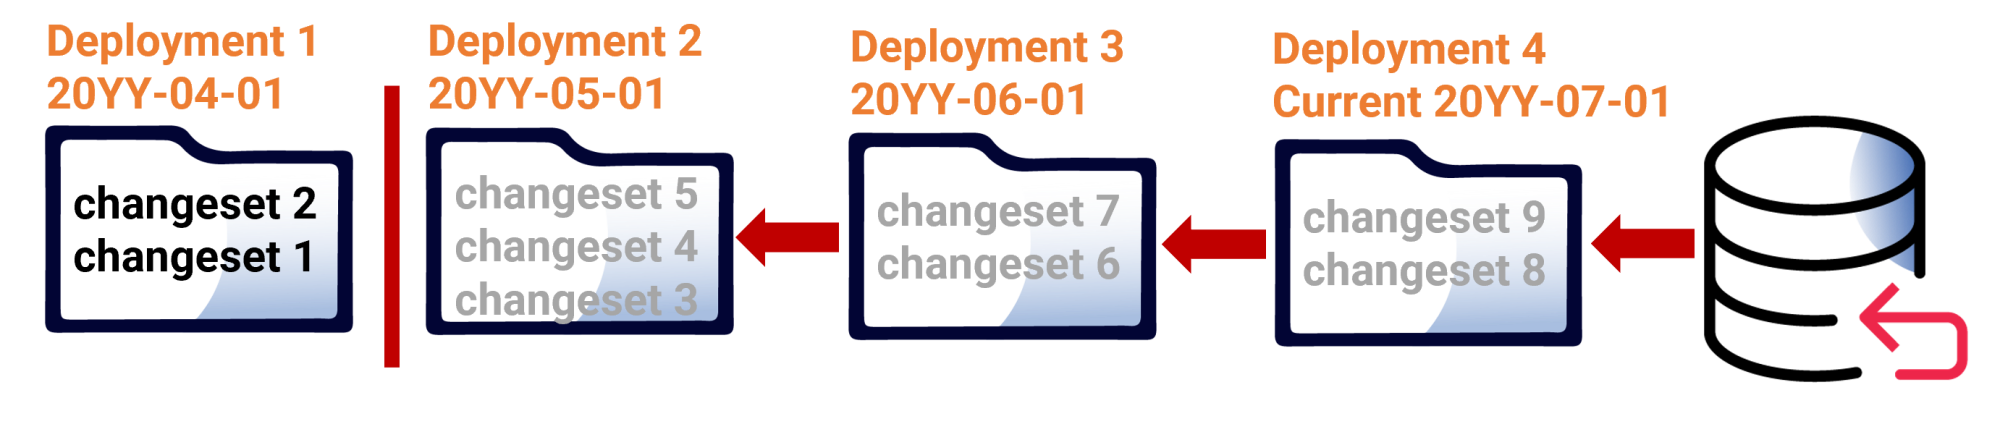 Deployment 1
20YY-04-01
changeset 2
changeset 1
Deployment 2
20YY-05-01
changeset 5
changeset 4
changeset 3
Deployment 3
20YY-06-01
changeset 7
changeset 6
Deployment 4
Current 20YY-07-01
changeset 9
changeset 8